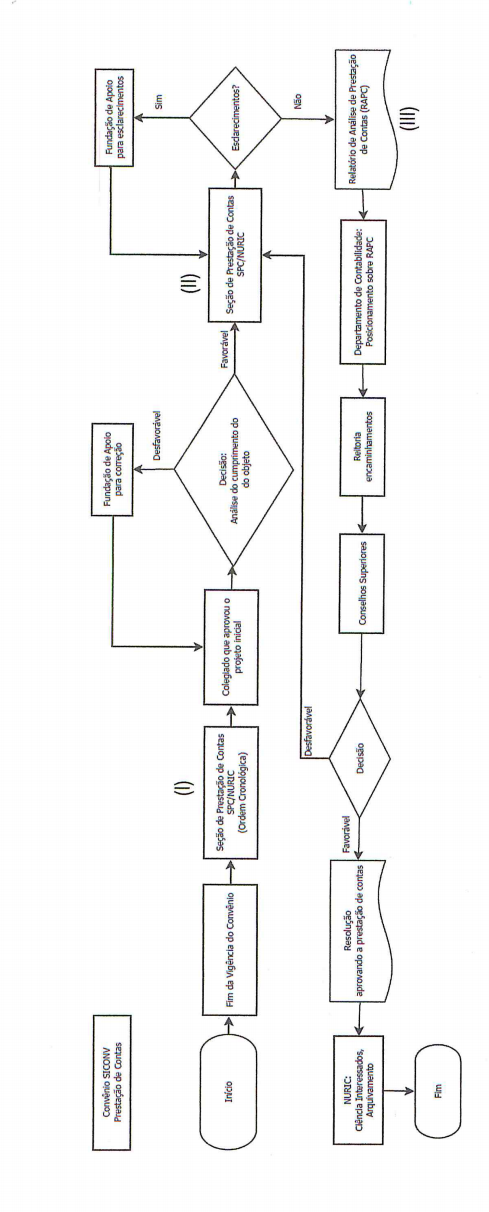 Convênio SICONV
Prestação de Contas
Início
Fim da Vigência do Convênio
(I)
Seção de Prestação de Contas
SPC/NURIC
(Ordem Cronológica)
Colegiado que aprovou o
projeto inicial
Fundação de Apoio
para correção
Desfavorável
Decisão:
Análise do cumprimento do
do objeto
Favorável
(II)
Seção de Prestação de Contas
SPC/NURIC
Fundação de Apoio
para esclarecimentos
Sim
Esclarecimentos?
Não
Relatório de Análise de Prestação
de Contas (RAPC)
(III)
Departamento de Contabilidade:
Posicionamento sobre RAPC
Reitoria
encaminhamentos
Conselhos Superiores
Decisão
Desfavorável
Favorável
Resolução
aprovando a prestação de contas
NURIC:
Ciência Interessados,
Arquivamento
Fim